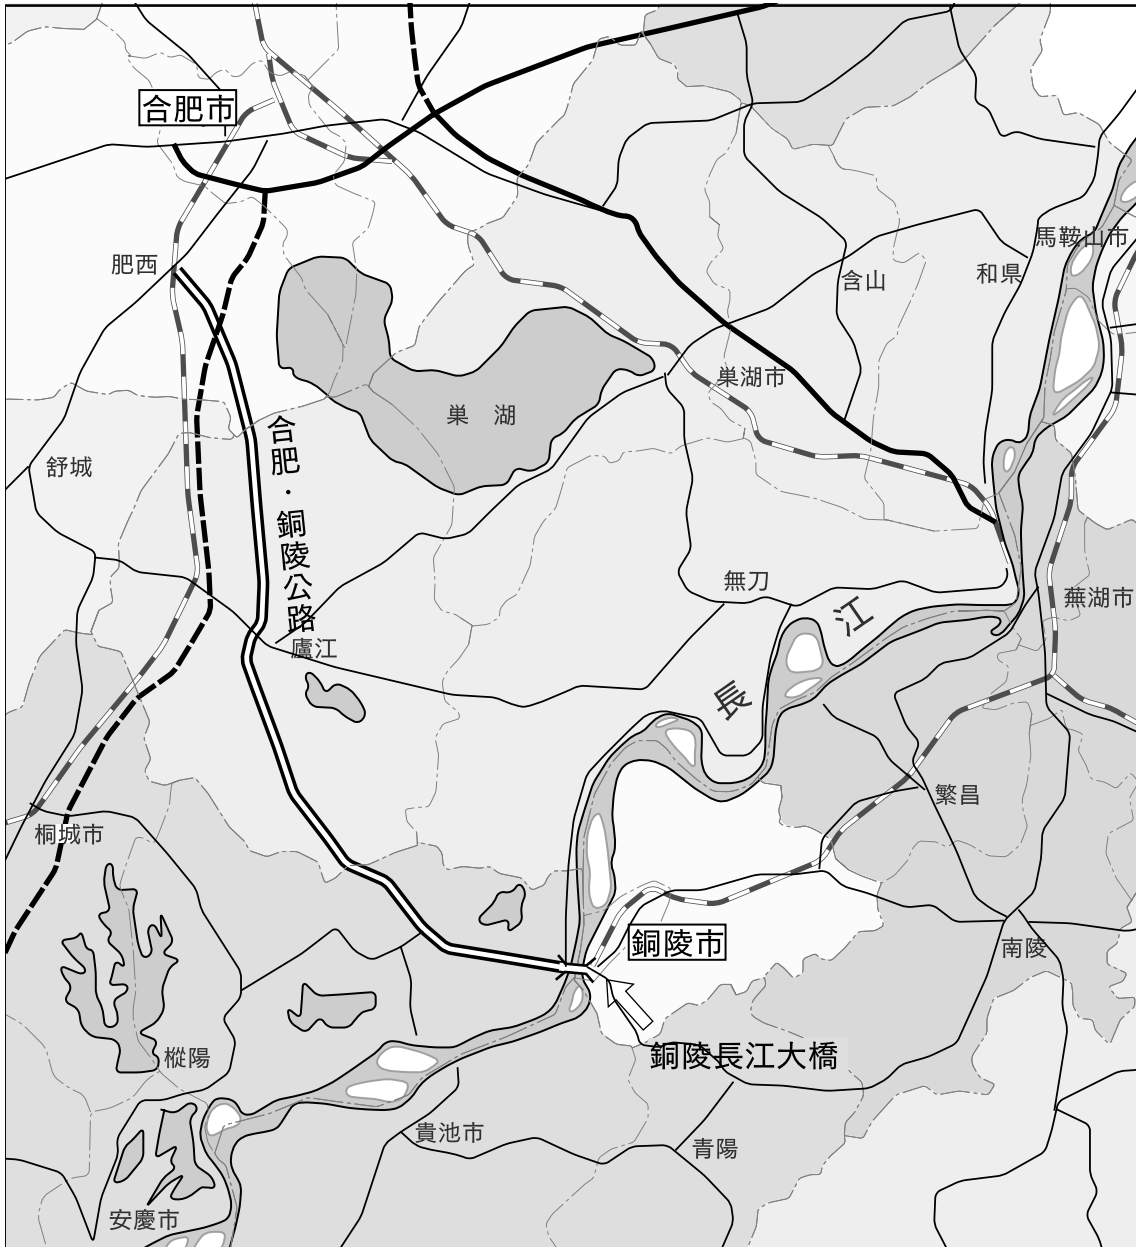 合肥市
肥西
馬鞍山市
含山
和県
巣湖市
巣 湖
舒城
合肥・銅陵公路
無刀
蕪湖市
江
廬江
長
繁昌
桐城市
銅陵市
南陵
銅陵長江大橋
樅陽
貴池市
青陽
安慶市